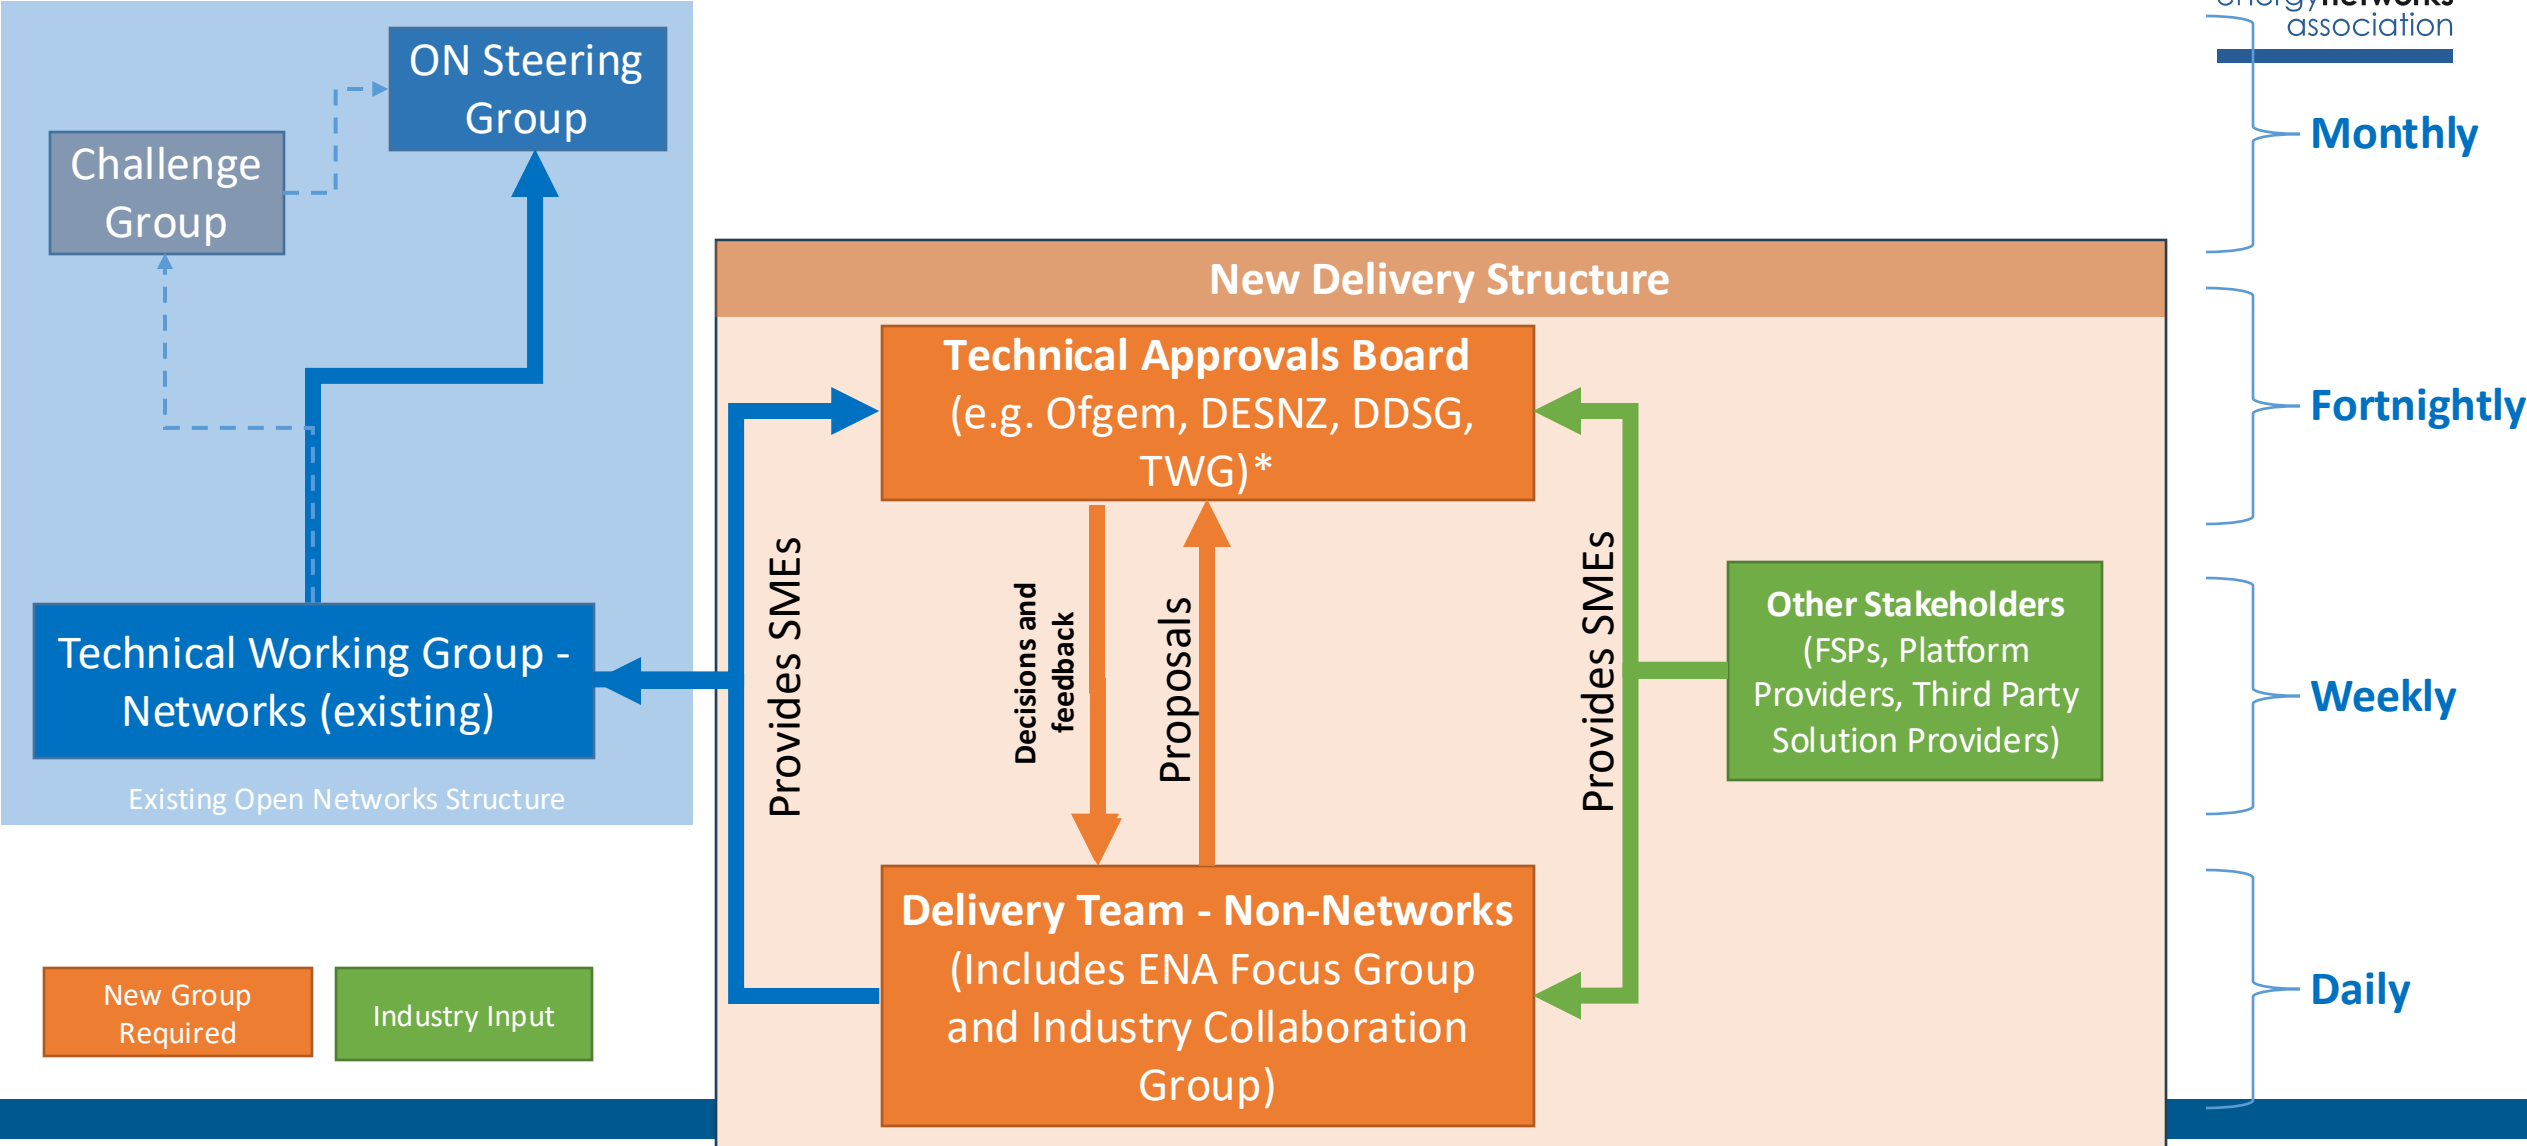 energynetworks
association
ON Steering
Group
Challenge
Group
Monthly
New Delivery Structure
Technical Approvals Board
(e.g. Ofgem, DESNZ, DDSG,
TWG)*
Fortnightly
Provides SMEs
Decisions and
feedback
Proposals
Provides SMEs
Other Stakeholders
(FSPs, Platform
Providers, Third Party
Solution Providers)
Technical Working Group -
Networks (existing)
Existing Open Networks Structure
Weekly
Delivery Team - Non-Networks
(Includes ENA Focus Group
and Industry Collaboration
Group)
Daily
New Group
Required
Industry Input